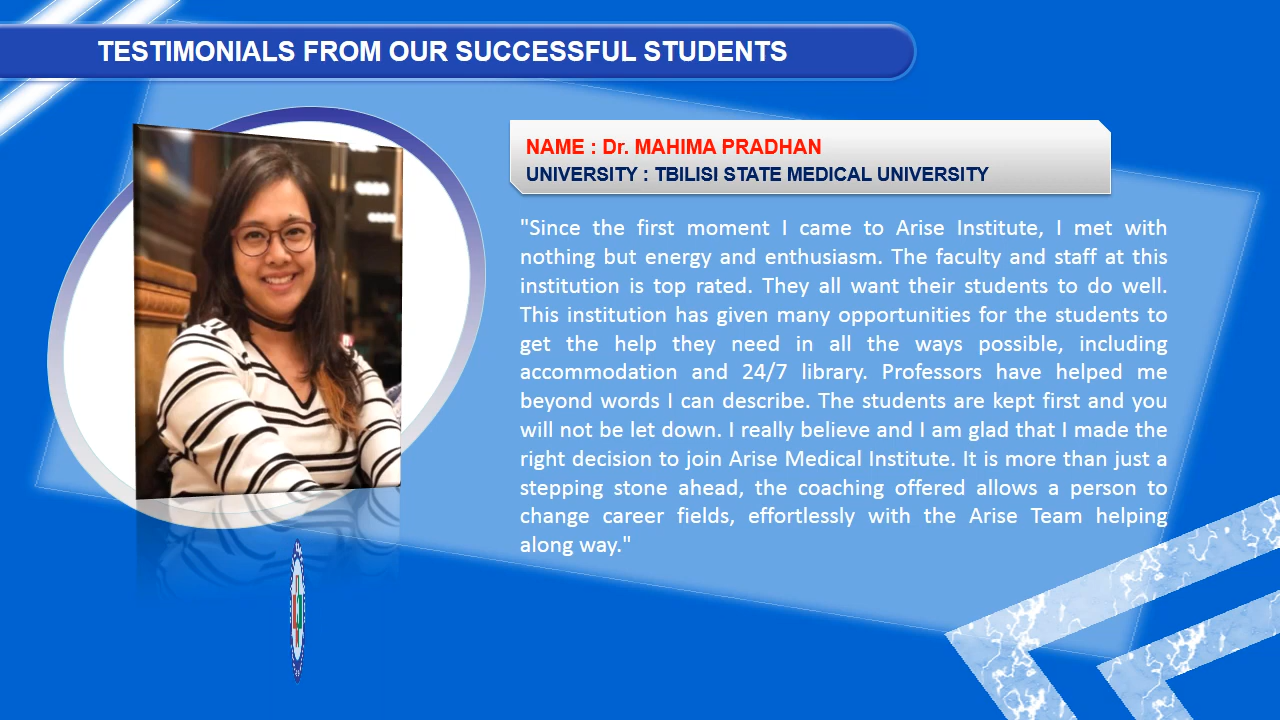 TESTIMONIALS FROM OUR SUCCESSFUL STUDENTS
NAME : Dr. MAHIMA PRADHAN
UNIVERSITY : TBILISI STATE MEDICAL UNIVERSITY
"Since the first moment I came to Arise Institute, I met with
nothing but energy and enthusiasm. The faculty and staff at this
institution is top rated. They all want their students to do well.
This institution has given many opportunities for the students to
get the help they need in all the ways possible, including
accommodation and 24/7 library. Professors have helped me
beyond words I can describe. The students are kept first and you
will not be let down. I really believe and I am glad that I made the
right decision to join Arise Medical Institute. It is more than just a
stepping stone ahead, the coaching offered allows a person to
change career fields, effortlessly with the Arise Team helping
along way."